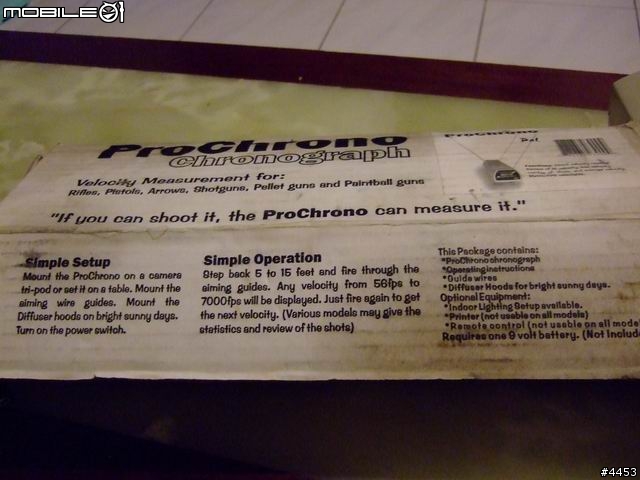 MOBILE01
ProChrono
Chronograph
Velocity Measurement for:
Rifles, Pistols, Arrows, Shotguns, Pellet guns and Paintball guns
"If you can shoot it, the ProChrono can measure it."
ProChrono
Pal
Simple Setup
Mount the ProChrono on a camera
tri-pod or set it on a table. Mount the
aiming wire guides. Mount the
Diffuser hoods on bright sunny days.
Turn on the power switch.
Simple Operation
Step back 5 to 15 feet and fire through the
aiming guides. Any velocity from 56fps to
7000fps will be displayed. Just fire again to get
the next velocity. (Various models may give the
statistics and review of the shots)
This Package contains:
*ProChrono chronograph
*Operating instructions
*Guide wires
*Diffuser Hoods for bright sunny days.
Optional Equipment:
*Indoor Lighting Setup available.
*Printer (not usable on all models)
*Remote control (not usable on all mode
Requires one 9 volt battery. (Not Include
#4453